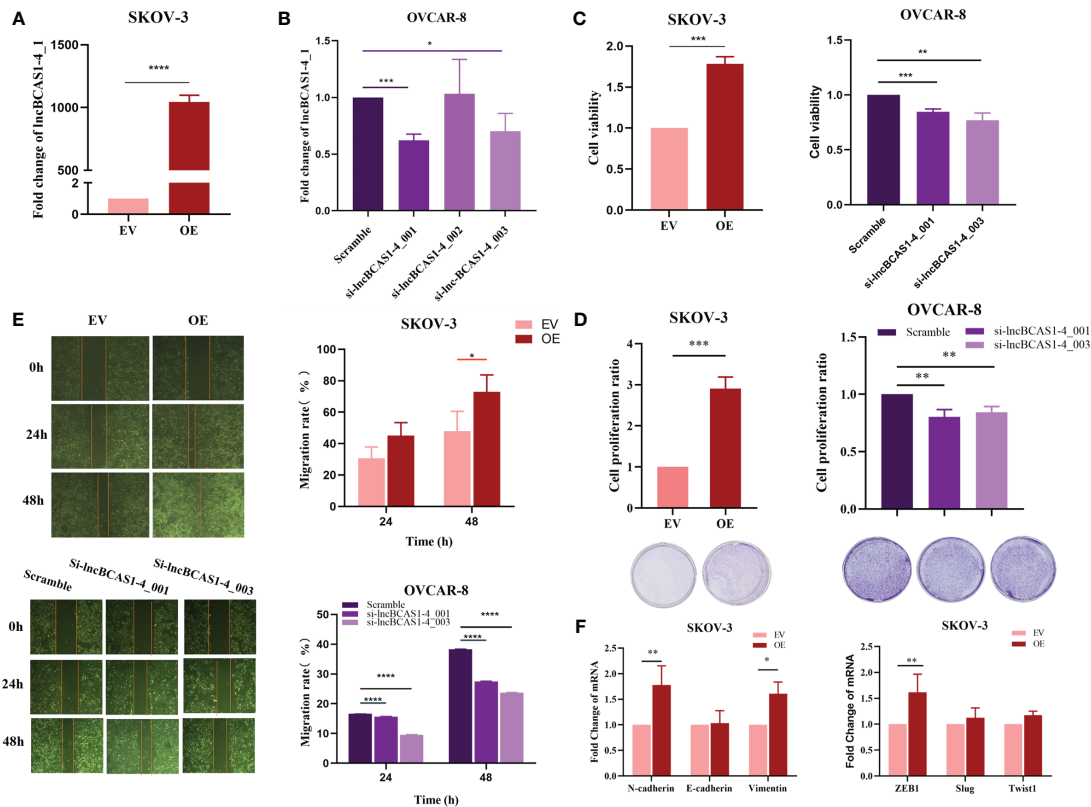 A
SKOV-3
Fold change of lncBCAS1-4_1
1500
1000
500
2
0
****
EV
OE
B
OVCAR-8
Fold change of lncBCAS1-4_1
1.5
1.0
0.5
0.0
*
***
Scramble
si-lncBCAS1-4_001
si-lncBCAS1-4_002
si-lnc-BCAS1-4_003
C
SKOV-3
Cell viability
2.0
1.5
1.0
0.5
0.0
***
EV
OE
OVCAR-8
Cell viability
1.5
1.0
0.5
0.0
**
***
Scramble
si-lncBCAS1-4_001
si-lncBCAS1-4_003
E
EV
OE
0h
24h
48h
SKOV-3
EV
OE
Migration rate( %)
100
80
60
40
20
0
*
24
48
Time (h)
Scramble
Si-lncBCAS1-4_001
Si-lncBCAS1-4_003
0h
24h
48h
OVCAR-8
Scramble
si-lncBCAS1-4_001
si-lncBCAS1-4_003
Migration rate( %)
50
40
30
20
10
0
****
****
****
****
24
48
Time (h)
D
SKOV-3
Cell proliferation ratio
4
3
2
1
0
***
EV
OE
OVCAR-8
Scramble
si-lncBCAS1-4_001
si-lncBCAS1-4_003
Cell proliferation ratio
1.5
1.0
0.5
0.0
**
**
F
SKOV-3
EV
OE
Fold Change of mRNA
2.5
2.0
1.5
1.0
0.5
0.0
**
*
N-cadherin
E-cadherin
Vimentin
SKOV-3
EV
OE
Fold Change of mRNA
2.5
2.0
1.5
1.0
0.5
0.0
**
ZEB1
Slug
Twist1